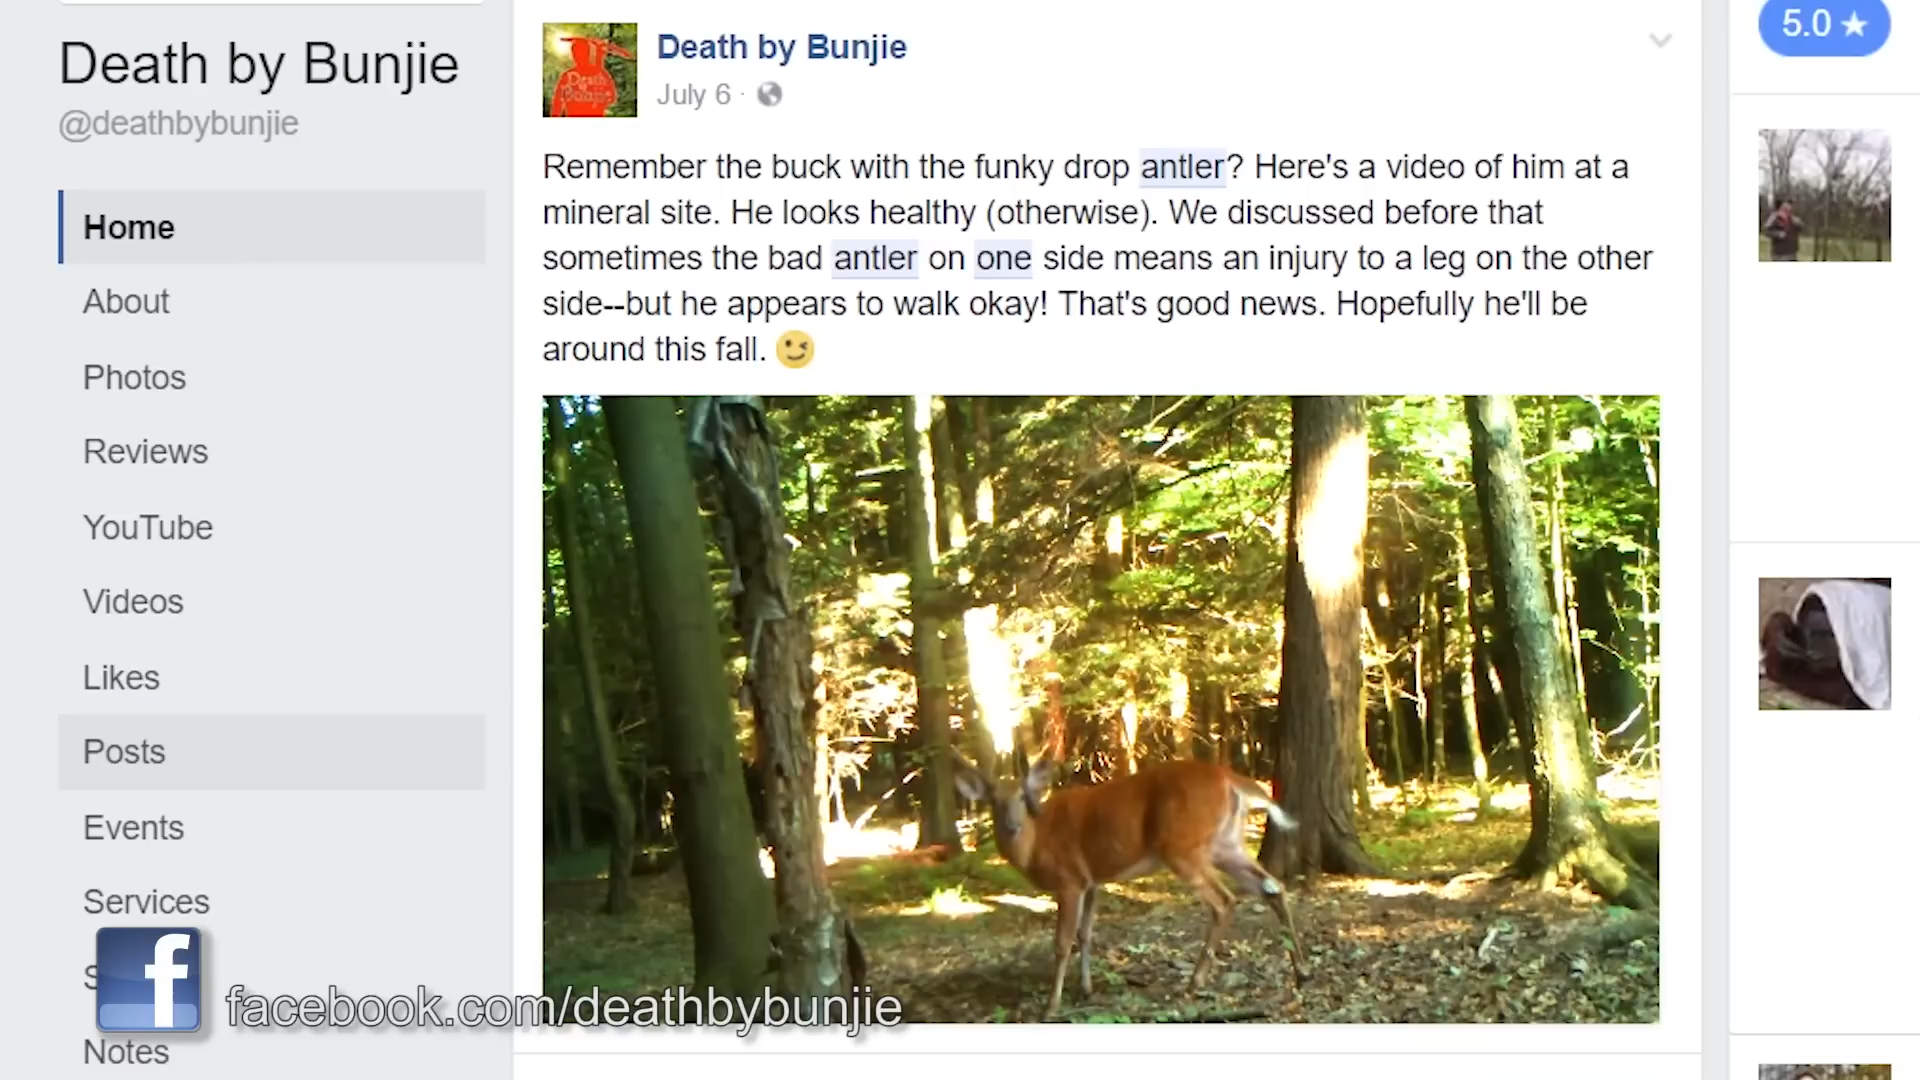 Death by Bunjie
@deathbybunjie
Home
About
Photos
Reviews
YouTube
Videos
Likes
Posts
Events
Services
Notes
Death by Bunjie
July 6 ·
Remember the buck with the funky drop antler? Here's a video of him at a
mineral site. He looks healthy (otherwise). We discussed before that
sometimes the bad antler on one side means an injury to a leg on the other
side--but he appears to walk okay! That's good news. Hopefully he'll be
around this fall. 😉
Death
by
Bunjie
5.0 ★
f
facebook.com/deathbybunjie